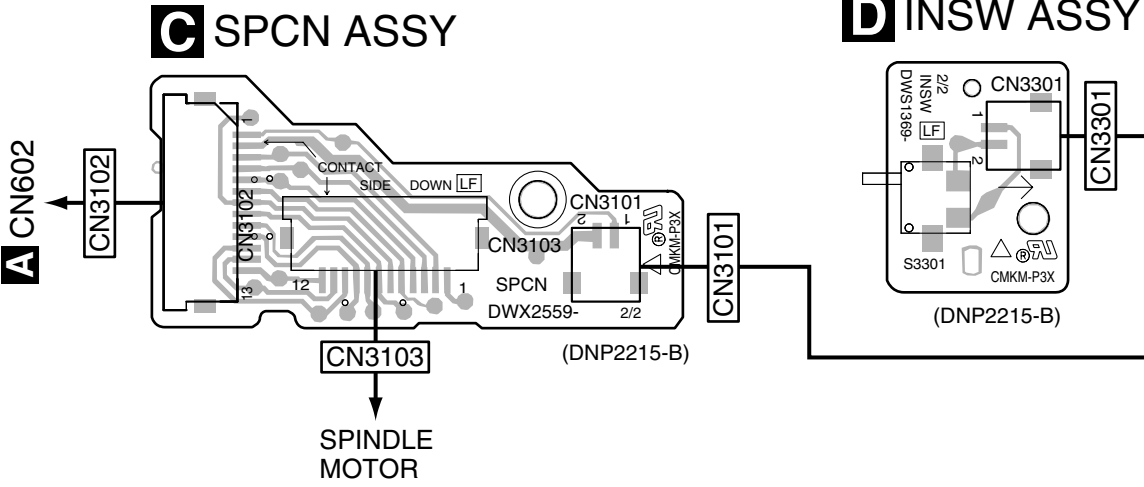 C SPCN ASSY
D INSW ASSY
A CN602
CN3102
1
CONTACT
SIDE DOWN LF
CN3102
13
12
1
CN3103
CN3101
2 1
CMKM-P3X
SPCN
DWX2559-
2/2
CN3101
CN3103
(DNP2215-B)
SPINDLE
MOTOR
2/2
INSW
DWS1369-
LF
CN3301
1
2
S3301
CMKM-P3X
CN3301
(DNP2215-B)